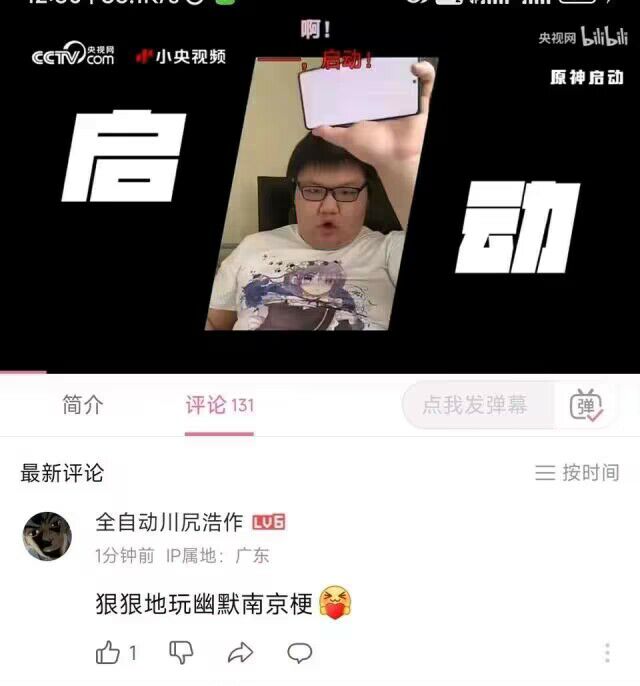 啊！
CCTV.com 央视网
小央视频
央视网 bilibili
，启动！
原神启动
启
动
简介
评论 131
点我发弹幕
弹
最新评论
按时间
全自动川尻浩作 LV6
1分钟前 IP属地：广东
狠狠地玩幽默南京梗
1